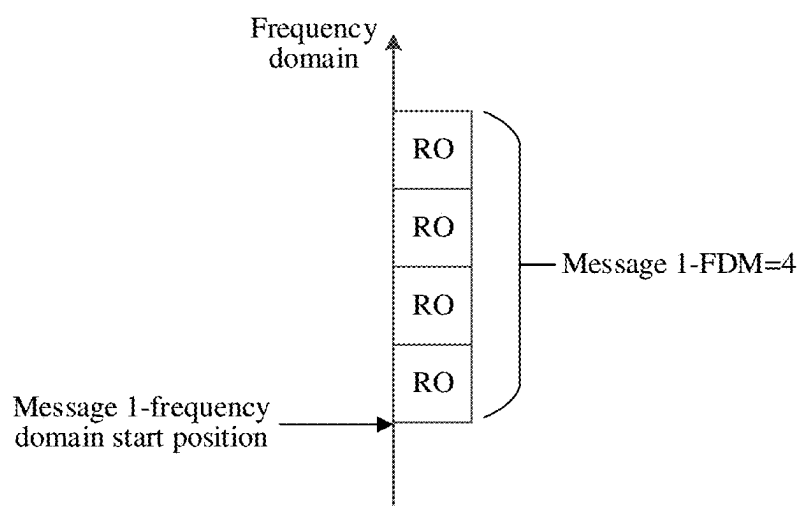 Frequency
domain
RO
RO
RO
RO
Message 1-FDM=4
Message 1-frequency
domain start position